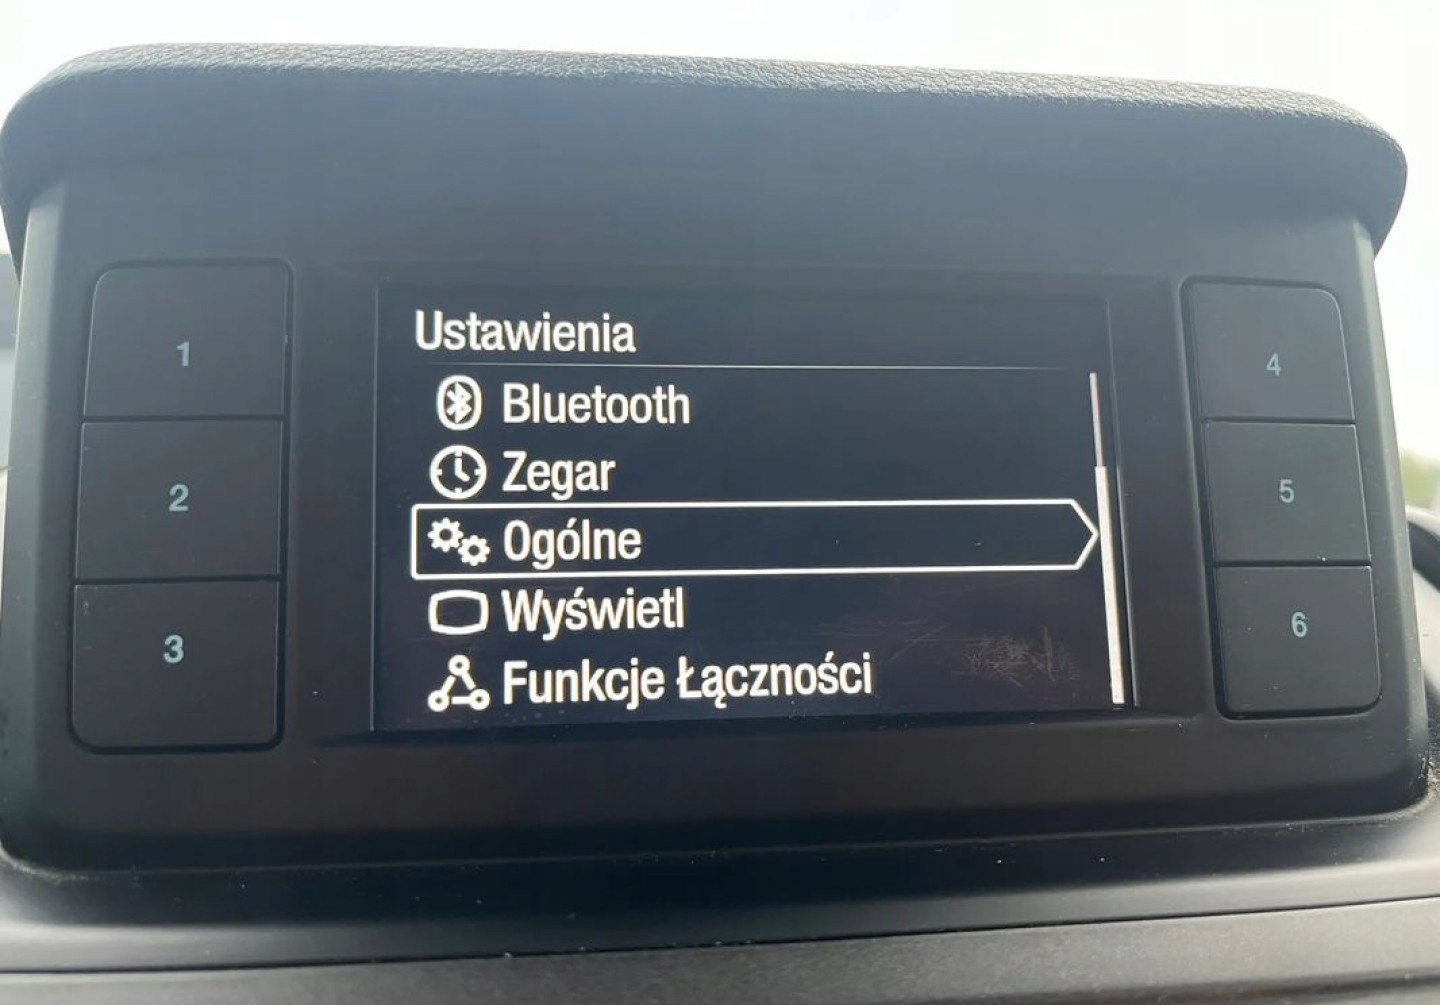 Ustawienia
Bluetooth
Zegar
Ogólne
Wyświetl
Funkcje Łączności
1
2
3
4
5
6